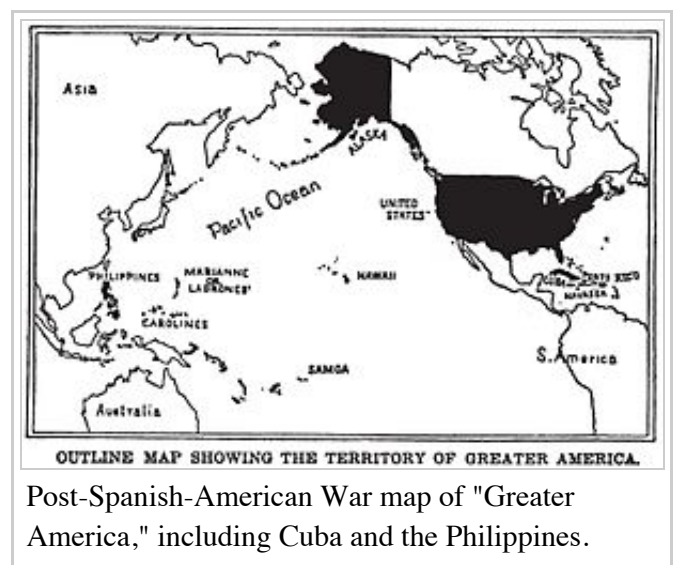 Asia
ALASKA
Pacific Ocean
UNITED
STATES
PHILIPPINES
MARIANNE
OR
LADRONES
HAWAII
CUBA
PORTO RICO
NAVASSA
CAROLINES
S. America
SAMOA
Australia
OUTLINE MAP SHOWING THE TERRITORY OF GREATER AMERICA.
Post-Spanish-American War map of "Greater
America," including Cuba and the Philippines.